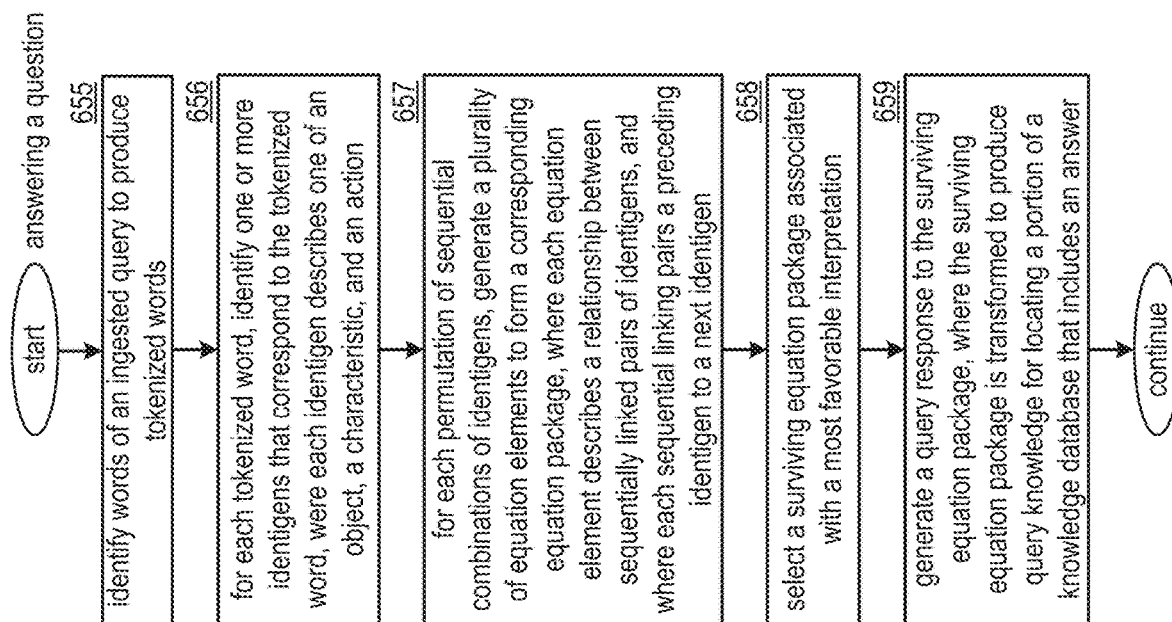 start
answering a question
655
identify words of an ingested query to produce
tokenized words
656
for each tokenized word, identify one or more
identigens that correspond to the tokenized
word, were each identigen describes one of an
object, a characteristic, and an action
657
for each permutation of sequential
combinations of identigens, generate a plurality
of equation elements to form a corresponding
equation package, where each equation
element describes a relationship between
sequentially linked pairs of identigens, and
where each sequential linking pairs a preceding
identigen to a next identigen
658
select a surviving equation package associated
with a most favorable interpretation
659
generate a query response to the surviving
equation package, where the surviving
equation package is transformed to produce
query knowledge for locating a portion of a
knowledge database that includes an answer
continue